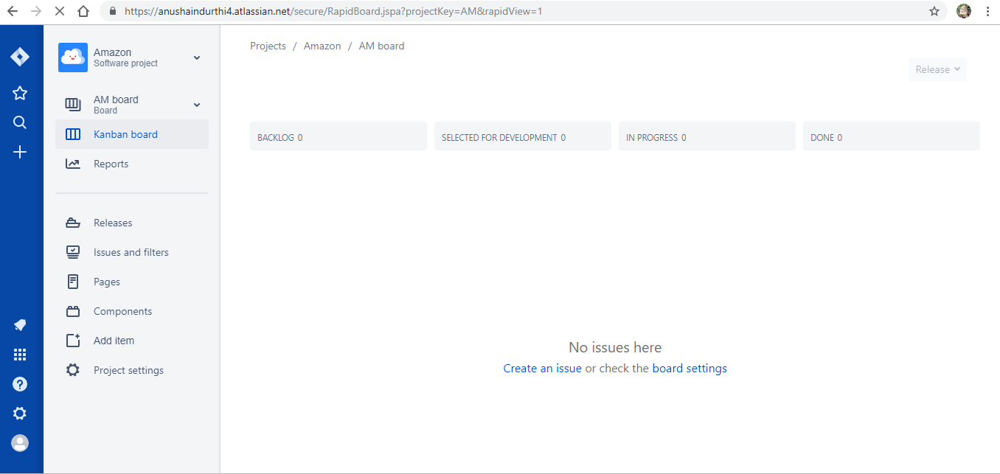 https://anushaindurthi4.atlassian.net/secure/RapidBoard.jspa?projectKey=AM&rapidView=1
Amazon
Software project
AM board
Board
Kanban board
Reports
Releases
Issues and filters
Pages
Components
Add item
Project settings
Projects / Amazon / AM board
Release
BACKLOG 0
SELECTED FOR DEVELOPMENT 0
IN PROGRESS 0
DONE 0
No issues here
Create an issue or check the board settings